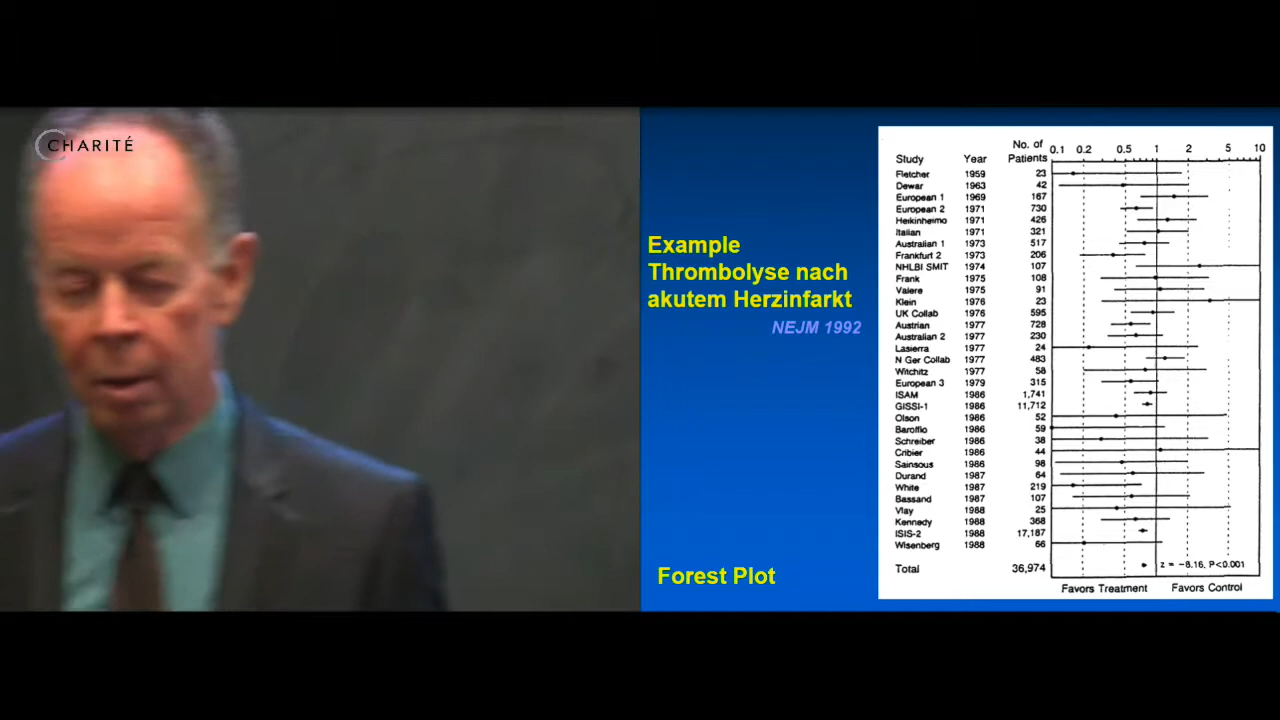 CHARITÉ
Example
Thrombolyse nach
akutem Herzinfarkt
NEJM 1992
Forest Plot
No. of
Study Year Patients 0.1 0.2 0.5 1 2 5 10
Fletcher 1959 23
Dewar 1963 42
European 1 1969 167
European 2 1971 730
Heikinheimo 1971 426
Italian 1971 321
Australian 1 1973 517
Frankfurt 2 1973 206
NHLBI SMIT 1974 107
Frank 1975 108
Valere 1975 91
Klein 1976 23
UK Collab 1976 595
Austrian 1977 728
Australian 2 1977 230
Lasierra 1977 24
N Ger Collab 1977 483
Witchitz 1977 58
European 3 1979 315
ISAM 1986 1,741
GISSI-1 1986 11,712
Olson 1986 52
Baroffio 1986 59
Schreiber 1986 38
Cribier 1986 44
Sainsous 1986 98
Durand 1987 64
White 1987 219
Bassand 1987 107
Vlay 1988 25
Kennedy 1988 368
ISIS-2 1988 17,187
Wisenberg 1988 66
Total 36,974 z = −8.16, P<0.001
Favors Treatment Favors Control